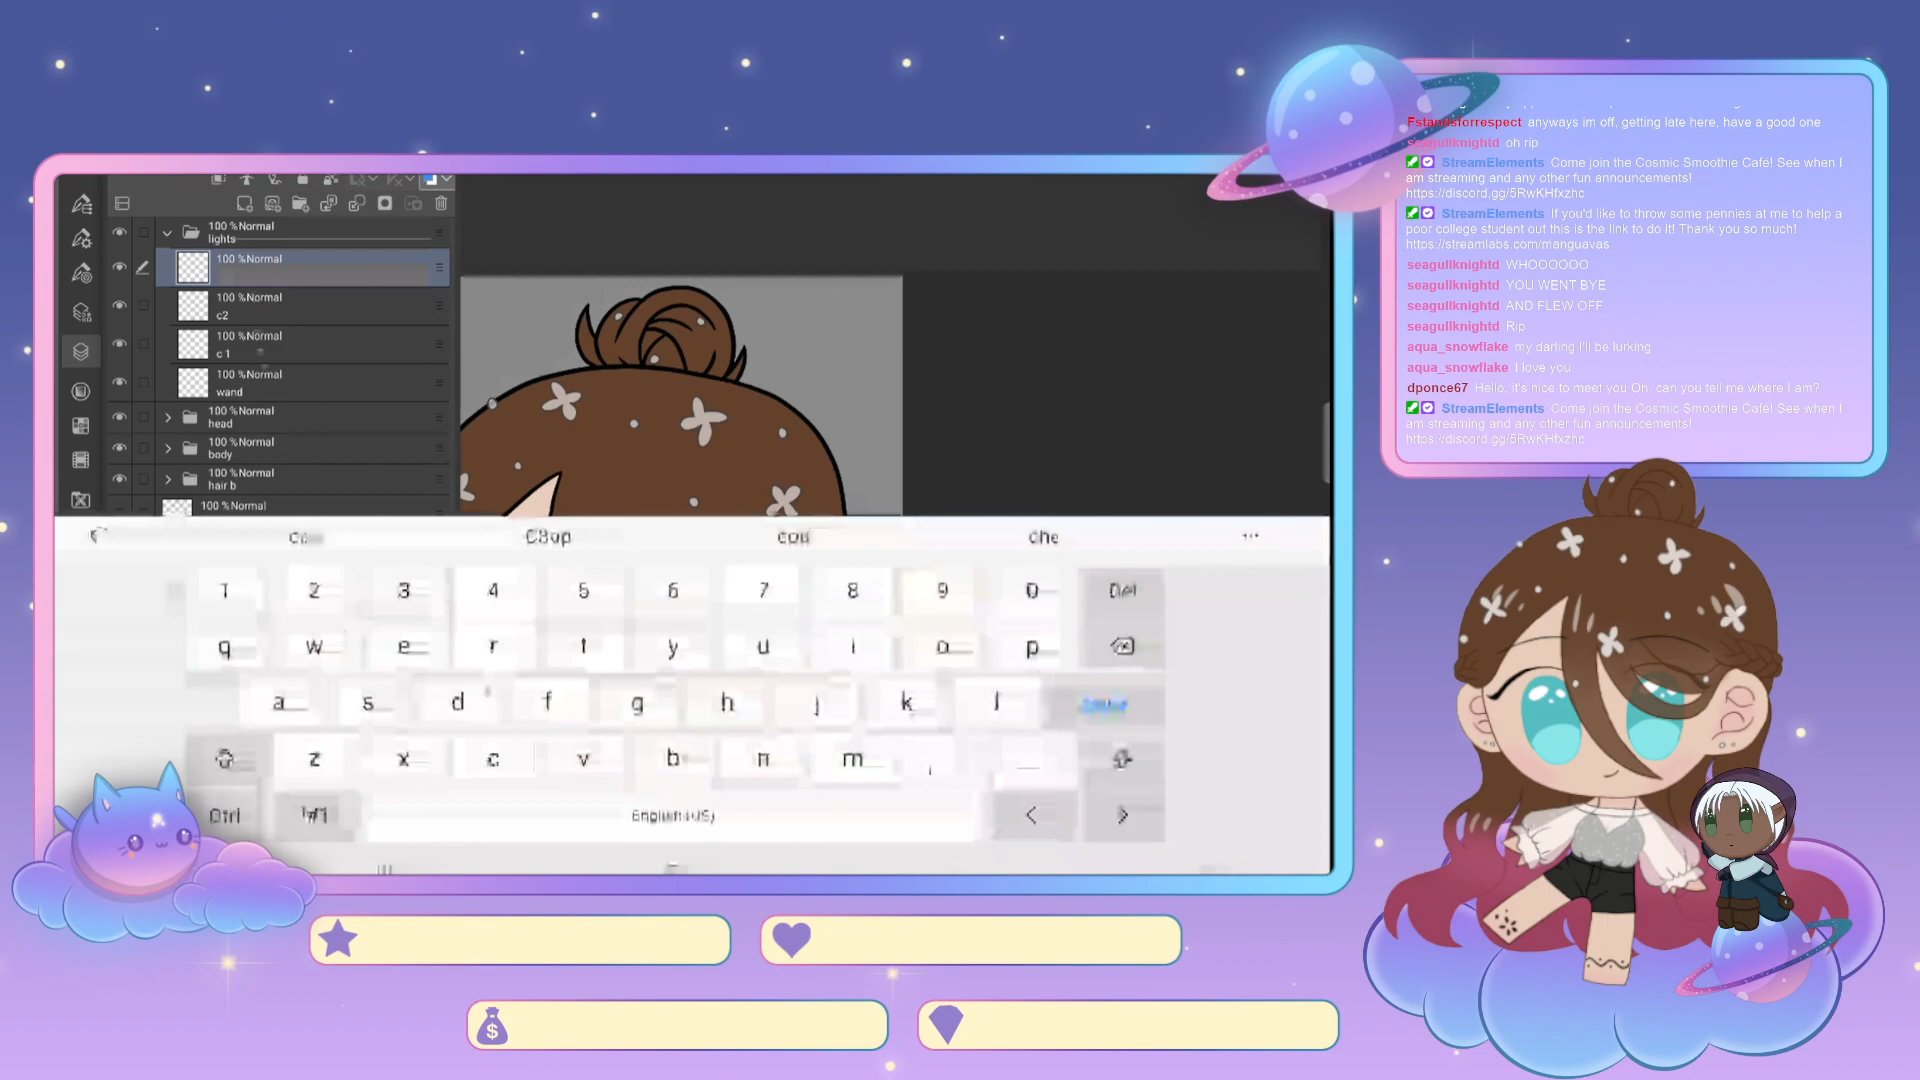 100 %Normal
lights
100 %Normal
100 %Normal
c2
100 %Normal
c 1
100 %Normal
wand
100 %Normal
head
100 %Normal
body
100 %Normal
hair b
100 %Normal
che
1 2 3 4 5 6 7 8 9 0 Del
q w e r t y u i o p
a s d f g h j k l
z x c v b n m ,
Ctrl !#1 English (US) < >
Fstandsforrespect anyways im off, getting late here, have a good one
seagullknightd oh rip
StreamElements Come join the Cosmic Smoothie Café! See when I
am streaming and any other fun announcements!
https://discord.gg/5RwKHfxzhc
StreamElements If you'd like to throw some pennies at me to help a
poor college student out this is the link to do it! Thank you so much!
https://streamlabs.com/manguavas
seagullknightd WHOOOOOO
seagullknightd YOU WENT BYE
seagullknightd AND FLEW OFF
seagullknightd Rip
aqua_snowflake my darling I'll be lurking
aqua_snowflake I love you
dponce67 Hello, it's nice to meet you Oh, can you tell me where I am?
StreamElements Come join the Cosmic Smoothie Café! See when I
am streaming and any other fun announcements!
https://discord.gg/5RwKHfxzhc